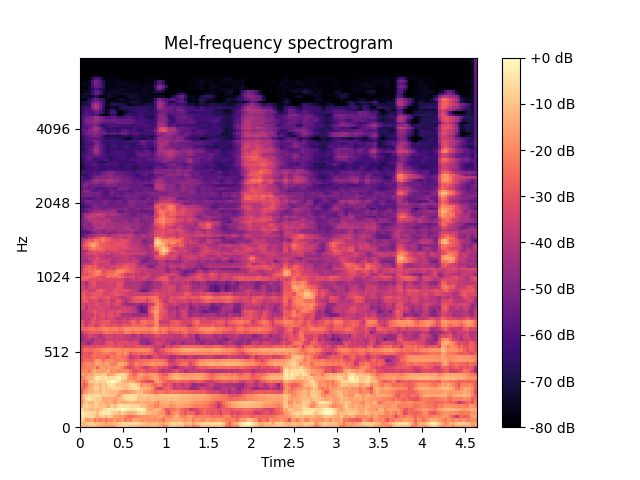 Mel-frequency spectrogram
+0 dB
-10 dB
-20 dB
-30 dB
-40 dB
-50 dB
-60 dB
-70 dB
-80 dB
Hz
4096
2048
1024
512
0
0 0.5 1 1.5 2 2.5 3 3.5 4 4.5
Time